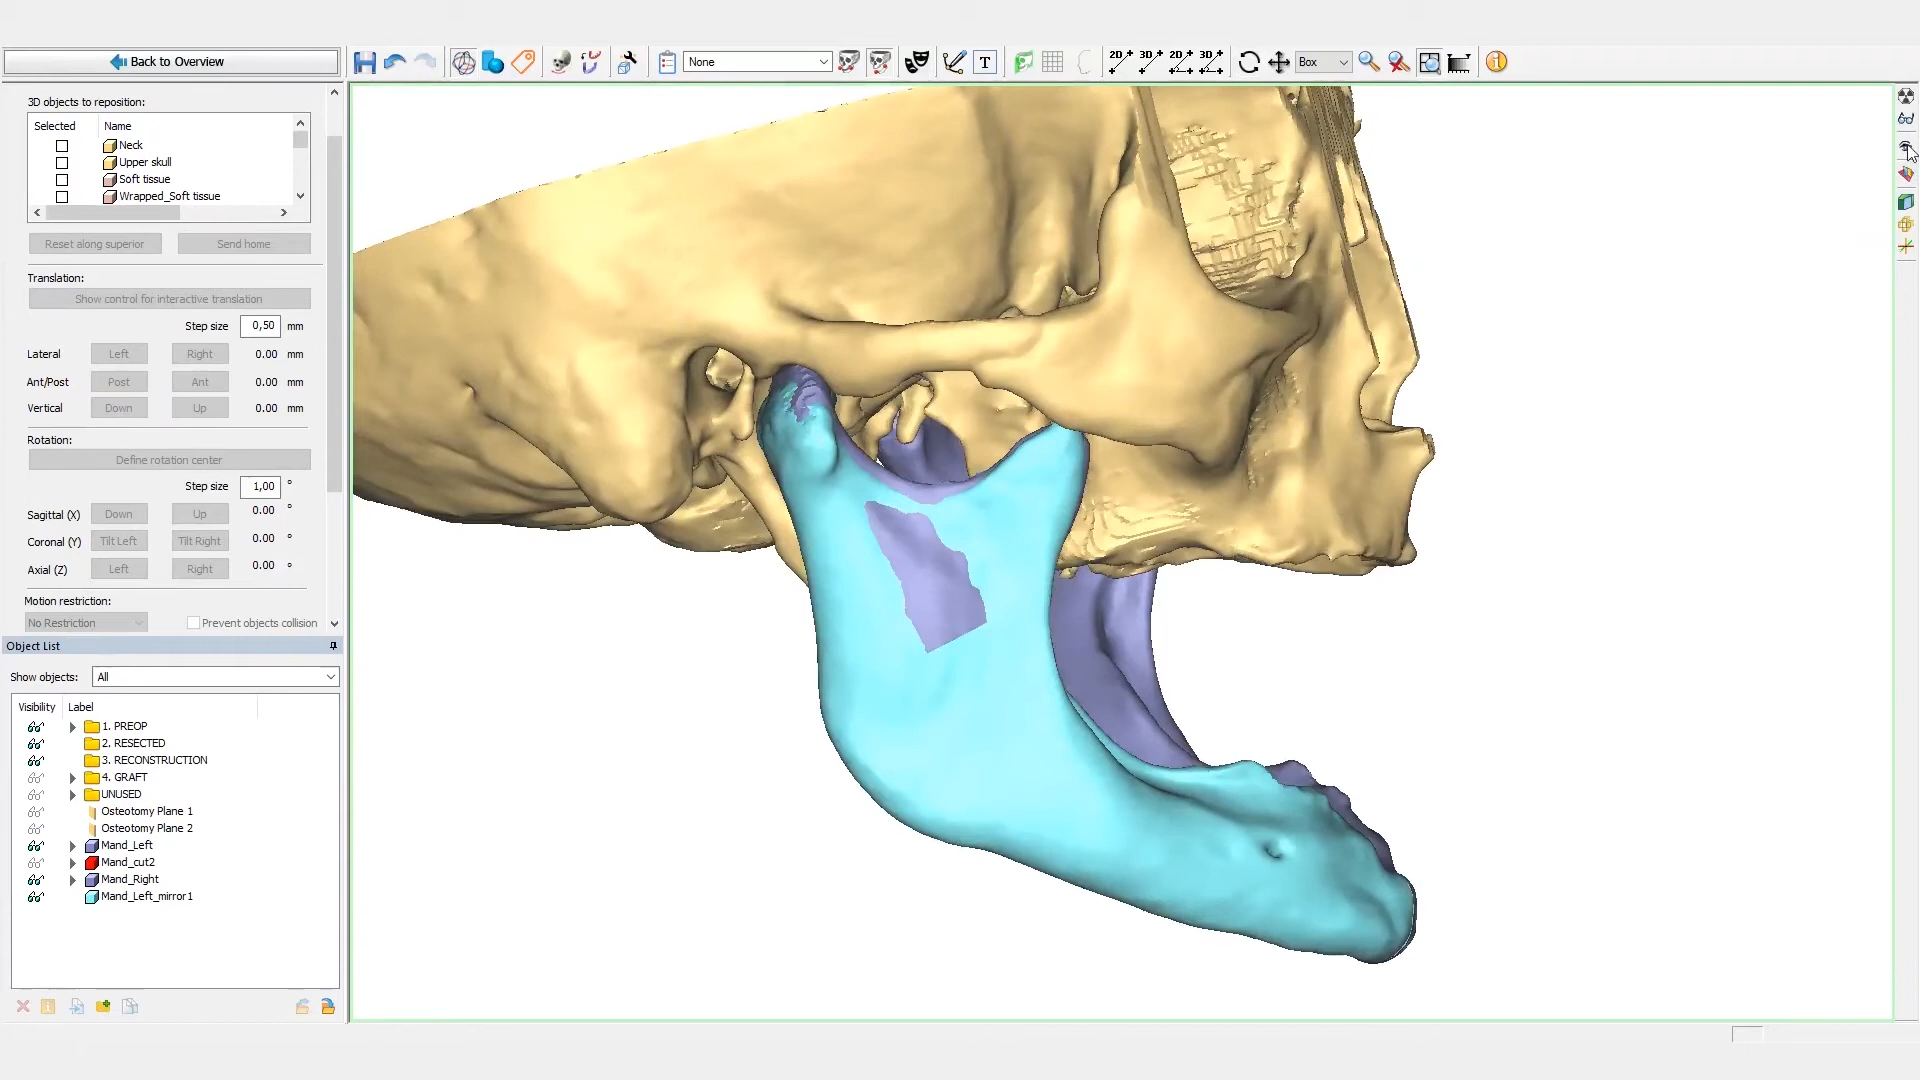 Back to Overview
None
T
2D
3D
2D
3D
Box
3D objects to reposition:
Selected Name
Neck
Upper skull
Soft tissue
Wrapped_Soft tissue
Reset along superior Send home
Translation:
Show control for interactive translation
Step size 0,50 mm
Lateral Left Right 0.00 mm
Ant/Post Post Ant 0.00 mm
Vertical Down Up 0.00 mm
Rotation:
Define rotation center
Step size 1,00 °
Sagittal (X) Down Up 0.00 °
Coronal (Y) Tilt Left Tilt Right 0.00 °
Axial (Z) Left Right 0.00 °
Motion restriction:
No Restriction Prevent objects collision
Object List
Show objects: All
Visibility Label
1. PREOP
2. RESECTED
3. RECONSTRUCTION
4. GRAFT
UNUSED
Osteotomy Plane 1
Osteotomy Plane 2
Mand_Left
Mand_cut2
Mand_Right
Mand_Left_mirror1